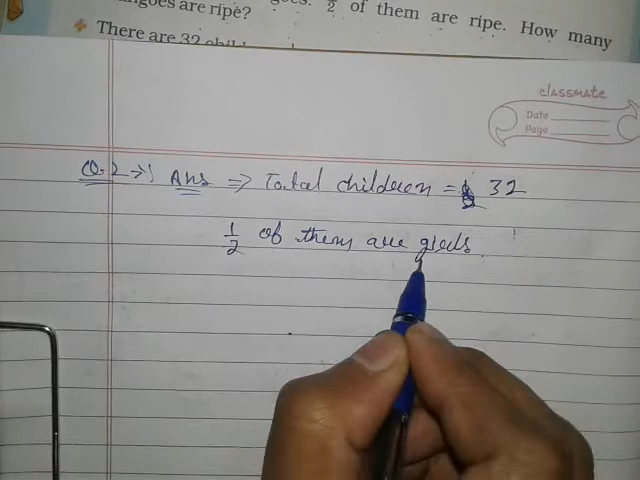 are ripe? 1/2 of them are ripe. How many
There are 32
classmate
Date
Page
Q.2 → Ans ⇒ Total children = 32
1/2 of them are girls